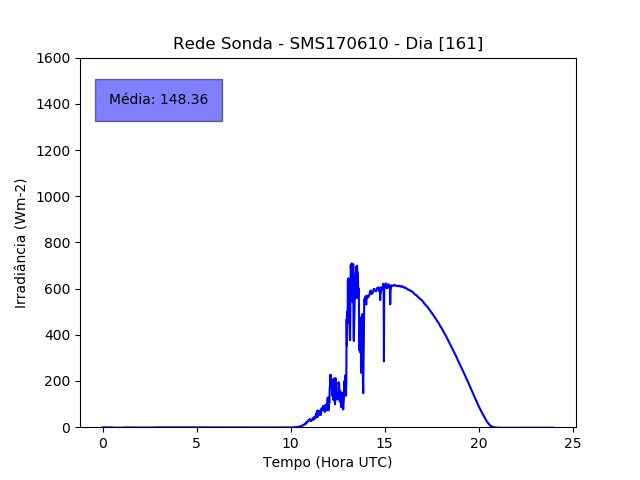 Rede Sonda - SMS170610 - Dia [161]
1600
1400
1200
1000
800
600
400
200
0
Média: 148.36
Irradiância (Wm-2)
0 5 10 15 20 25
Tempo (Hora UTC)